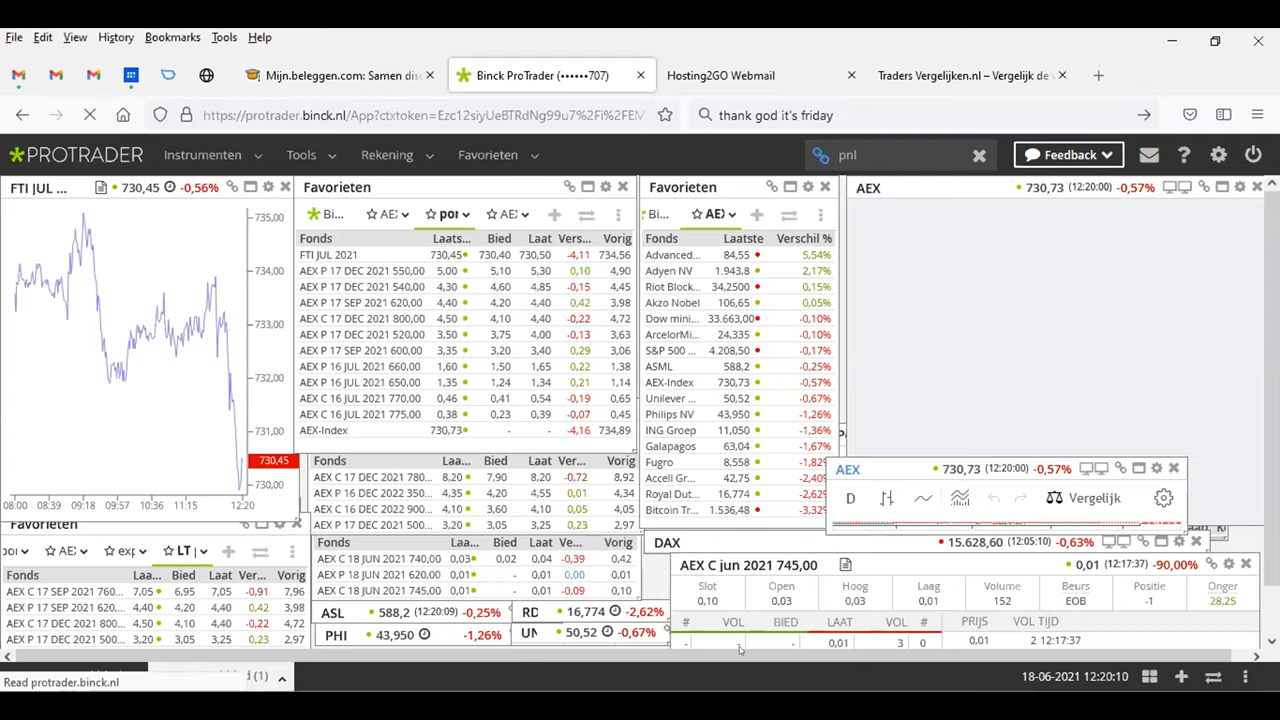 File Edit View History Bookmarks Tools Help
Mijn.beleggen.com: Samen dis Binck ProTrader (••••••707) Hosting2GO Webmail Traders Vergelijken.nl – Vergelijk de
https://protrader.binck.nl/App?ctxtoken=Ezc12siyUeBTRdNg99u7%2Fi%2FEM thank god it's friday
PROTRADER Instrumenten Tools Rekening Favorieten pnl Feedback
FTI JUL ... 730,45 -0,56%
735,00
734,00
733,00
732,00
731,00
730,45
730,00
08:00 09:18 10:36 11:15 12:20
Favorieten
Bi... AE por AE
Fonds Laats... Bied Laat Vers... Vorig
FTI JUL 2021 730,45 730,40 730,50 -4,11 734,56
AEX P 17 DEC 2021 550,00 5,00 5,10 5,30 0,10 4,90
AEX P 17 DEC 2021 540,00 4,30 4,60 4,85 -0,15 4,45
AEX P 17 SEP 2021 620,00 4,40 4,20 4,40 0,42 3,98
AEX C 17 DEC 2021 800,00 4,50 4,10 4,40 -0,22 4,72
AEX P 17 DEC 2021 520,00 3,50 3,75 4,00 -0,13 3,63
AEX P 17 SEP 2021 600,00 3,35 3,20 3,40 0,29 3,06
AEX P 16 JUL 2021 660,00 1,60 1,50 1,65 0,22 1,38
AEX P 16 JUL 2021 650,00 1,35 1,24 1,34 0,21 1,14
AEX C 16 JUL 2021 770,00 0,46 0,41 0,54 -0,19 0,65
AEX C 16 JUL 2021 775,00 0,38 0,23 0,39 -0,07 0,45
AEX-Index 730,73 - - -4,16 734,89
Favorieten
Bi... AEX
Fonds Laatste Verschil %
Advanced... 84,55 5,54%
Adyen NV 1.943,8 2,17%
Riot Block... 34,2500 0,15%
Akzo Nobel 106,65 0,05%
Dow mini... 33.663,00 -0,10%
ArcelorMi... 24,335 -0,10%
S&P 500 ... 4.208,50 -0,17%
ASML 588,2 -0,25%
AEX-Index 730,73 -0,57%
Unilever ... 50,52 -0,67%
Philips NV 43,950 -1,26%
ING Groep 11,050 -1,36%
Galapagos 63,04 -1,67%
Fugro 8,558 -1,82%
Accell Gr... 42,75 -2,40%
Royal Dut... 16,774 -2,62%
Bitcoin Tr... 1.536,48 -3,32%
AEX 730,73 (12:20:00) -0,57%
AEX 730,73 (12:20:00) -0,57%
D Vergelijk
Fonds Laa... Bied Laat Ver... Vorig
AEX C 17 DEC 2021 780... 8,20 7,90 8,20 -0,72 8,92
AEX P 16 DEC 2022 350... 4,35 4,20 4,55 0,01 4,34
AEX C 16 DEC 2022 900... 4,10 3,60 4,10 0,05 4,05
AEX P 17 DEC 2021 500... 3,20 3,05 3,25 0,23 2,97
Favorieten
por AE exp LT
Fonds Laa... Bied Laat Ver... Vorig
AEX C 17 SEP 2021 760... 7,05 6,95 7,05 -0,91 7,96
AEX P 17 SEP 2021 620... 4,40 4,20 4,40 0,42 3,98
AEX C 17 DEC 2021 800... 4,50 4,10 4,40 -0,22 4,72
AEX P 17 DEC 2021 500... 3,20 3,05 3,25 0,23 2,97
Fonds Laa... Bied Laat Ver... Vorig
AEX C 18 JUN 2021 740,00 0,03 0,02 0,04 -0,39 0,42
AEX P 18 JUN 2021 620,00 0,01 - 0,01 0,00 0,01
AEX C 18 JUN 2021 745,00 0,01 - 0,01 -0,09 0,10
ASL 588,2 (12:20:09) -0,25% RD 16,774 -2,62%
PHI 43,950 -1,26% UN 50,52 -0,67%
DAX 15.628,60 (12:05:10) -0,63%
AEX C jun 2021 745,00 0,01 (12:17:37) -90,00%
Slot Open Hoog Laag Volume Beurs Positie Onger
0,10 0,03 0,03 0,01 152 EOB -1 28,25
# VOL BIED LAAT VOL # PRIJS VOL TIJD
- - - 0,01 3 0 0,01 2 12:17:37
Read protrader.binck.nl d (1) 18-06-2021 12:20:10